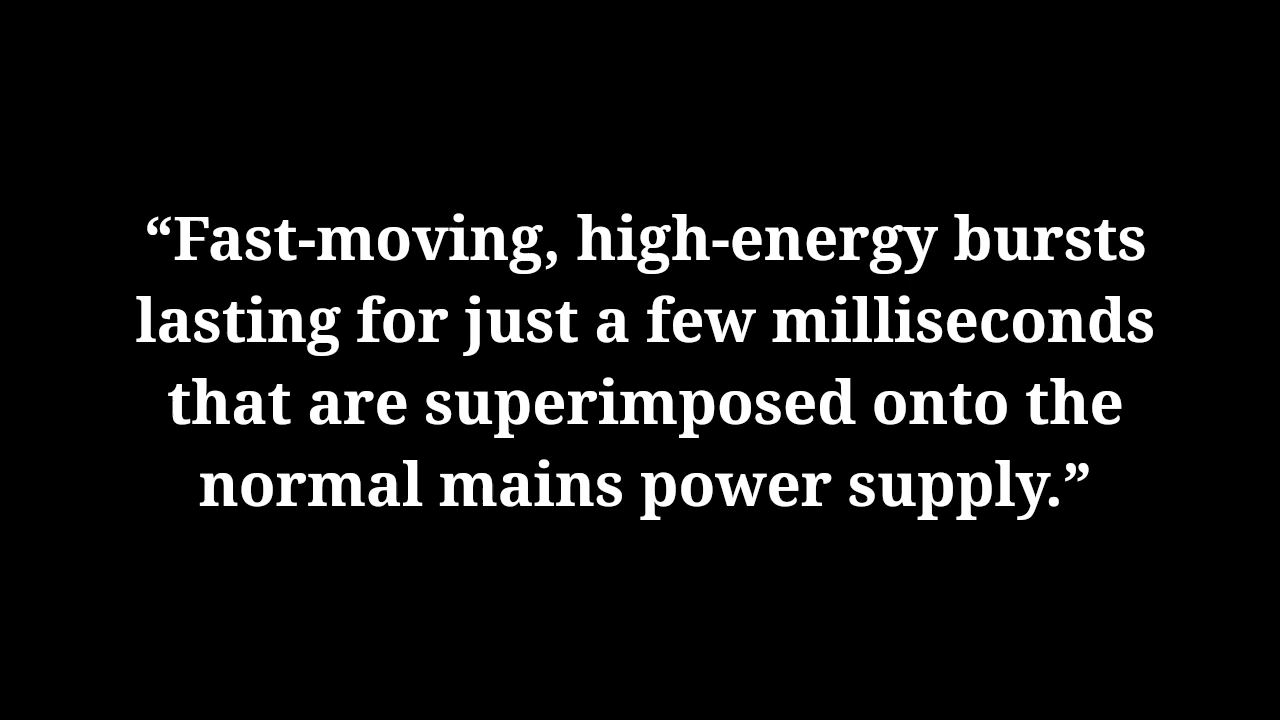 “Fast-moving, high-energy bursts
lasting for just a few milliseconds
that are superimposed onto the
normal mains power supply.”